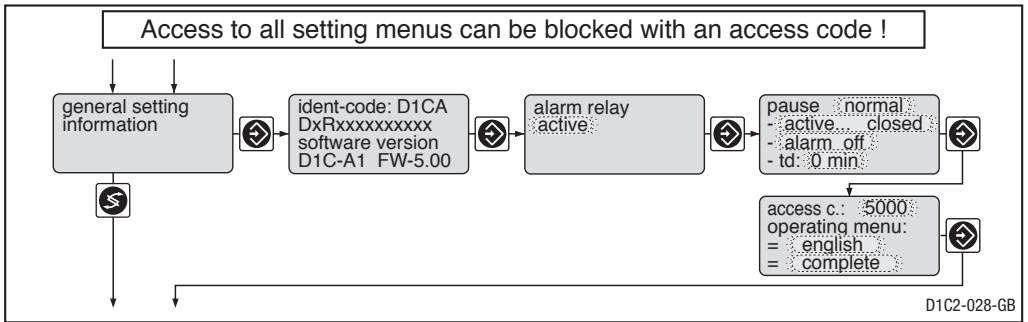 Access to all setting menus can be blocked with an access code !
general setting
information
ident-code: D1CA
DxRxxxxxxxxxx
software version
D1C-A1 FW-5.00
alarm relay
active
pause normal
- active... closed
- alarm off
- td: 0 min
access c.: 5000
operating menu:
= english
= complete
D1C2-028-GB